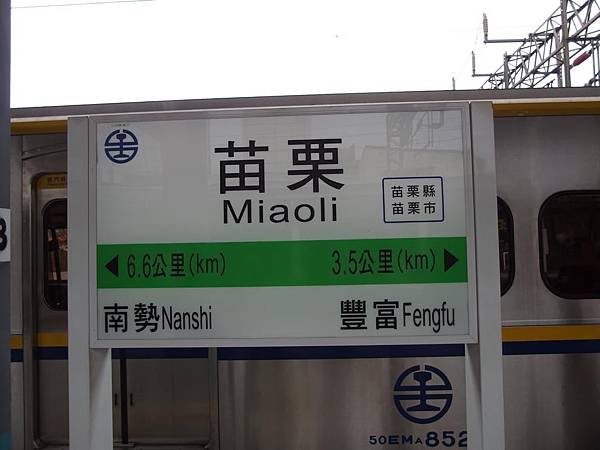 苗栗
Miaoli
苗栗縣
苗栗市
6.6公里(km)
3.5公里(km)
南勢Nanshi
豐富Fengfu
50EMA852